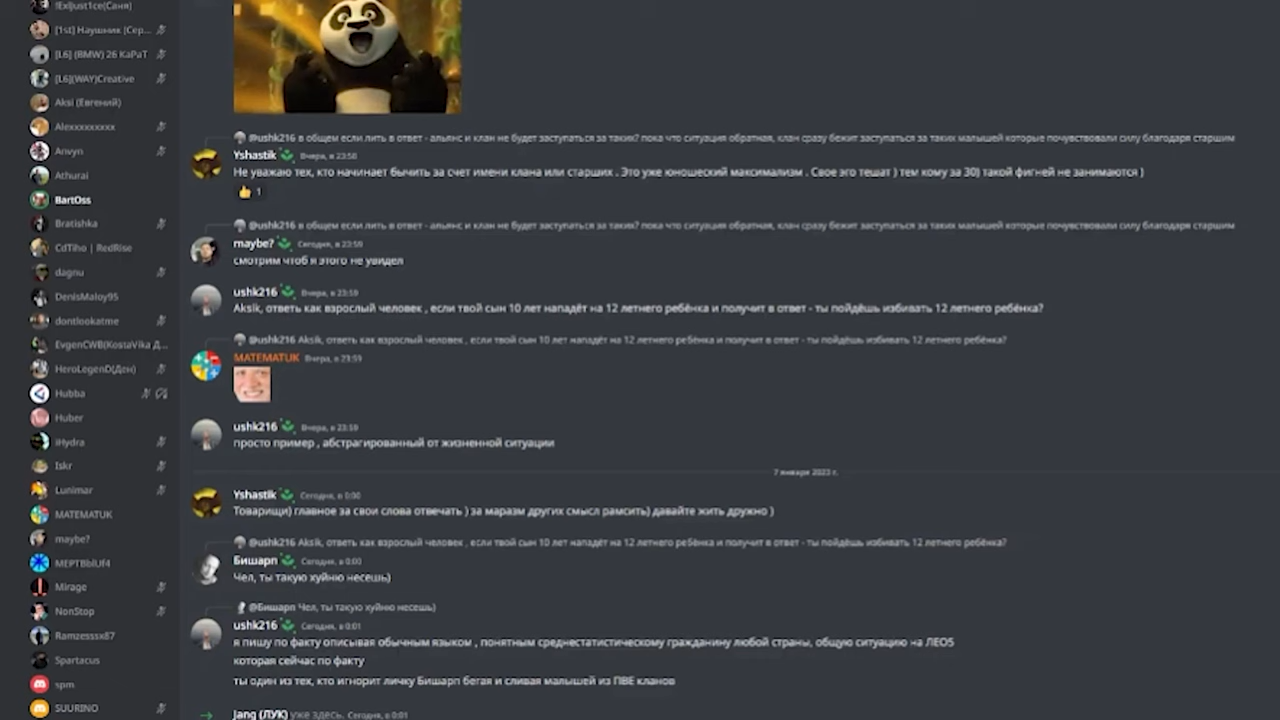 !ExIJust1ce(Саня)
[1st] Наушник (Сер...
[L6] (BMW) 26 KaPaT
[L6](WAY)Creative
Aksi (Евгений)
Alexxxxxxxxx
Anvyn
Athurai
BartOss
Bratishka
CdTiho | RedRise
dagnu
DenisMaloy95
dontlookatme
EvgenCWB(KostaVika Д...
HeroLegenD(Ден)
Hubba
Huber
iHydra
Iskr
Lunimar
MATEMATUK
maybe?
MEPTBblUf4
Mirage
NonStop
Ramzesssx87
Spartacus
spm
SUURINO
@ushk216 в общем если лить в ответ - альянс и клан не будет заступаться за таких? пока что ситуация обратная, клан сразу бежит заступаться за таких малышей которые почувствовали силу благодаря старшим
Yshastik Вчера, в 23:58
Не уважаю тех, кто начинает бычить за счет имени клана или старших . Это уже юношеский максимализм . Свое эго тешат ) тем кому за 30) такой фигней не занимаются )
1
@ushk216 в общем если лить в ответ - альянс и клан не будет заступаться за таких? пока что ситуация обратная, клан сразу бежит заступаться за таких малышей которые почувствовали силу благодаря старшим
maybe? Сегодня, в 23:59
смотрим чтоб я этого не увидел
ushk216 Вчера, в 23:59
Aksik, ответь как взрослый человек , если твой сын 10 лет нападёт на 12 летнего ребёнка и получит в ответ - ты пойдёшь избивать 12 летнего ребёнка?
@ushk216 Aksik, ответь как взрослый человек , если твой сын 10 лет нападёт на 12 летнего ребёнка и получит в ответ - ты пойдёшь избивать 12 летнего ребёнка?
MATEMATUK Вчера, в 23:59
ushk216 Вчера, в 23:59
просто пример , абстрагированный от жизненной ситуации
7 января 2023 г.
Yshastik Сегодня, в 0:00
Товарищи) главное за свои слова отвечать ) за маразм других смысл рамсить) давайте жить дружно )
@ushk216 Aksik, ответь как взрослый человек , если твой сын 10 лет нападёт на 12 летнего ребёнка и получит в ответ - ты пойдёшь избивать 12 летнего ребёнка?
Бишарп Сегодня, в 0:00
Чел, ты такую хуйню несешь)
@Бишарп Чел, ты такую хуйню несешь)
ushk216 Сегодня, в 0:01
я пишу по факту описывая обычным языком , понятным среднестатистическому гражданину любой страны, общую ситуацию на ЛЕО5
которая сейчас по факту
ты один из тех, кто игнорит личку Бишарп бегая и сливая малышей из ПВЕ кланов
Jang (ЛУК) уже здесь. Сегодня, в 0:01